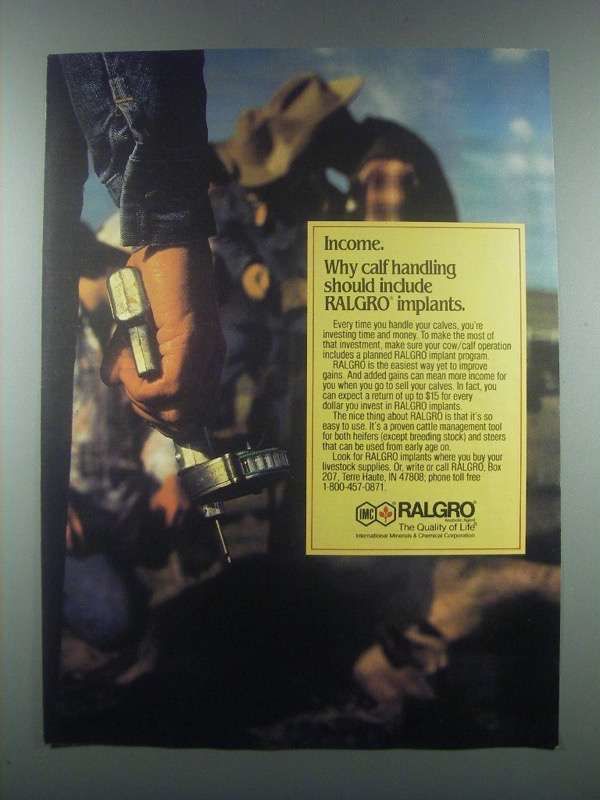 Income.
Why calf handling
should include
RALGRO® implants.
Every time you handle your calves, you're
investing time and money. To make the most of
that investment, make sure your cow/calf operation
includes a planned RALGRO implant program.
RALGRO is the easiest way yet to improve
gains. And added gains can mean more income for
you when you go to sell your calves. In fact, you
can expect a return of up to $15 for every
dollar you invest in RALGRO implants.
The nice thing about RALGRO is that it's so
easy to use. It's a proven cattle management tool
for both heifers (except breeding stock) and steers
that can be used from early age on.
Look for RALGRO implants where you buy your
livestock supplies. Or, write or call RALGRO, Box
207, Terre Haute, IN 47808; phone toll free
1-800-457-0871.
IMC ® RALGRO®
Anabolic Agent
The Quality of Life
International Minerals & Chemical Corporation